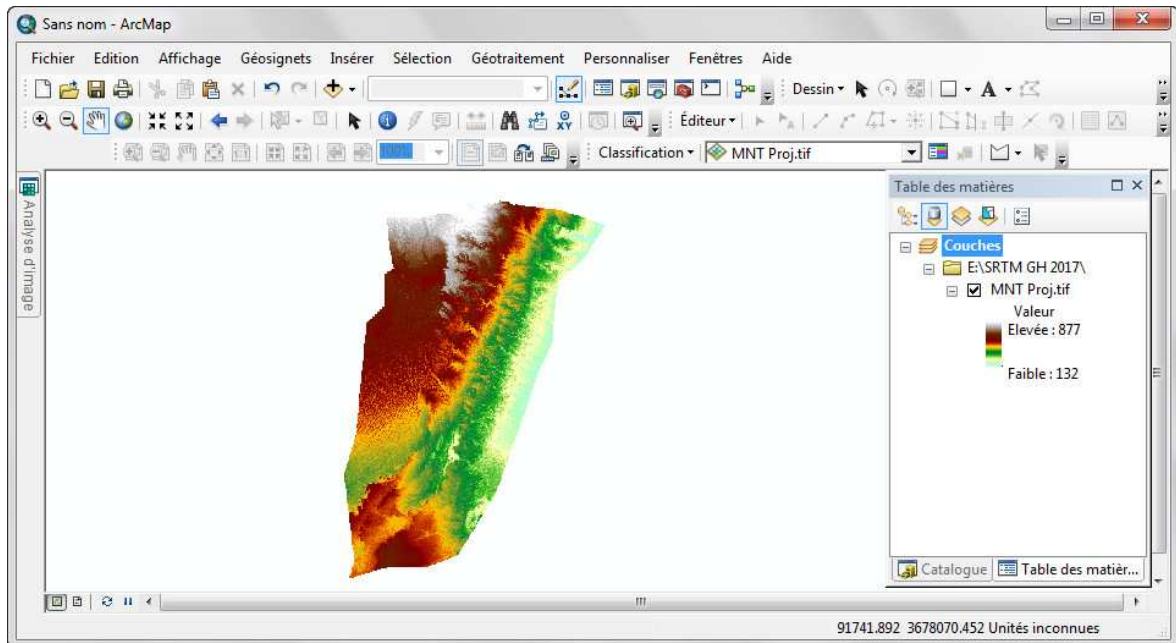 Sans nom - ArcMap
Fichier Edition Affichage Géosignets Insérer Sélection Géotraitement Personnaliser Fenêtres Aide
Dessin A
Éditeur
100% Classification MNT Proj.tif
Analyse d'image
Table des matières
Couches
E:\SRTM GH 2017\
MNT Proj.tif
Valeur
Elevée : 877
Faible : 132
Catalogue Table des matièr...
91741.892 3678070.452 Unités inconnues